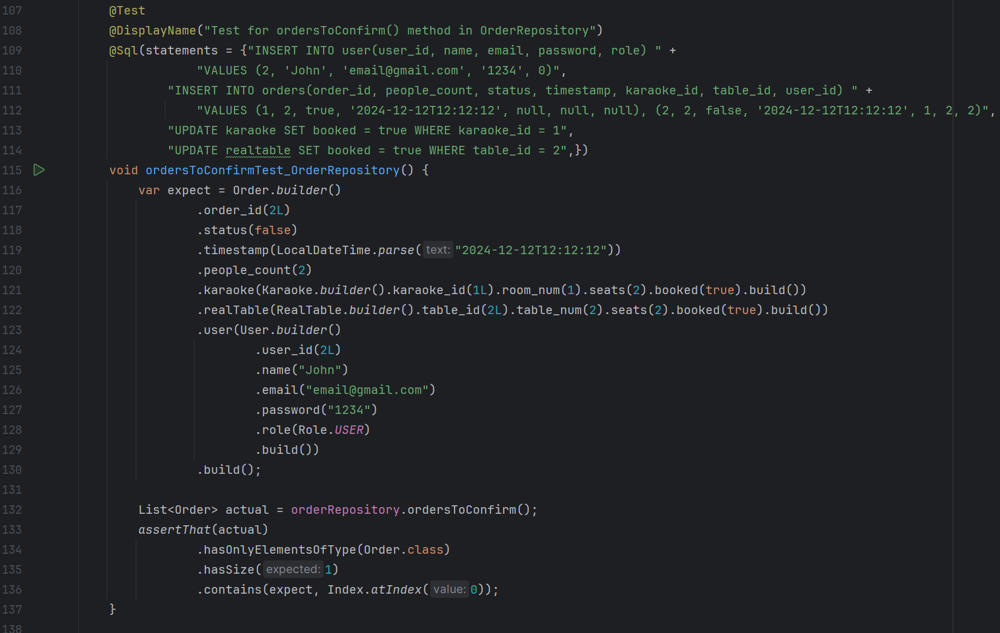 107 @Test
108 @DisplayName("Test for ordersToConfirm() method in OrderRepository")
109 @Sql(statements = {"INSERT INTO user(user_id, name, email, password, role) " +
110 "VALUES (2, 'John', 'email@gmail.com', '1234', 0)",
111 "INSERT INTO orders(order_id, people_count, status, timestamp, karaoke_id, table_id, user_id) " +
112 "VALUES (1, 2, true, '2024-12-12T12:12:12', null, null, null), (2, 2, false, '2024-12-12T12:12:12', 1, 2, 2)",
113 "UPDATE karaoke SET booked = true WHERE karaoke_id = 1",
114 "UPDATE realtable SET booked = true WHERE table_id = 2",})
115 void ordersToConfirmTest_OrderRepository() {
116 var expect = Order.builder()
117 .order_id(2L)
118 .status(false)
119 .timestamp(LocalDateTime.parse( text: "2024-12-12T12:12:12"))
120 .people_count(2)
121 .karaoke(Karaoke.builder().karaoke_id(1L).room_num(1).seats(2).booked(true).build())
122 .realTable(RealTable.builder().table_id(2L).table_num(2).seats(2).booked(true).build())
123 .user(User.builder()
124 .user_id(2L)
125 .name("John")
126 .email("email@gmail.com")
127 .password("1234")
128 .role(Role.USER)
129 .build())
130 .build();
131
132 List<Order> actual = orderRepository.ordersToConfirm();
133 assertThat(actual)
134 .hasOnlyElementsOfType(Order.class)
135 .hasSize( expected: 1)
136 .contains(expect, Index.atIndex( value: 0));
137 }
138